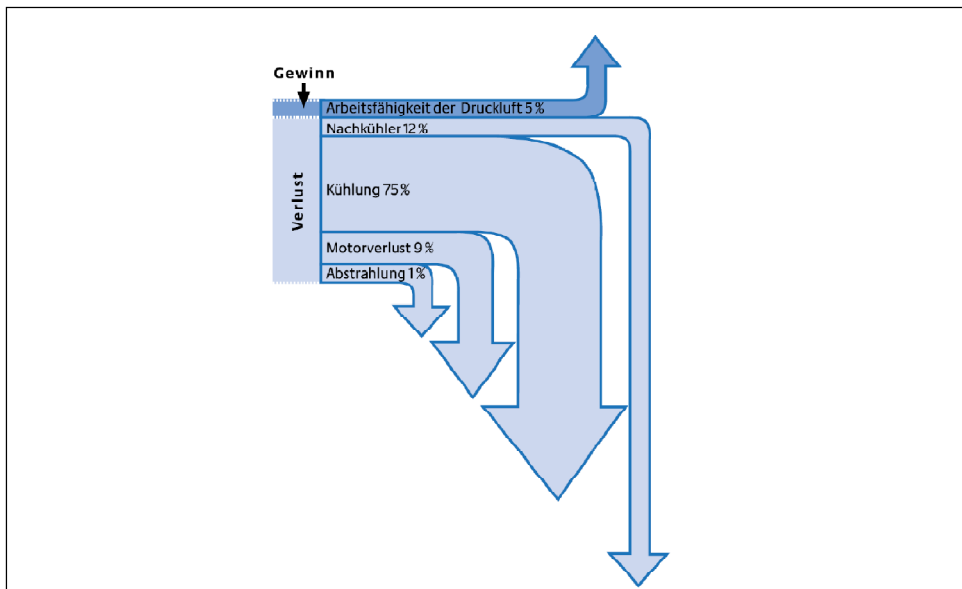 Gewinn
Arbeitsfähigkeit der Druckluft 5 %
Nachkühler 12 %
Verlust
Kühlung 75 %
Motorverlust 9 %
Abstrahlung 1 %